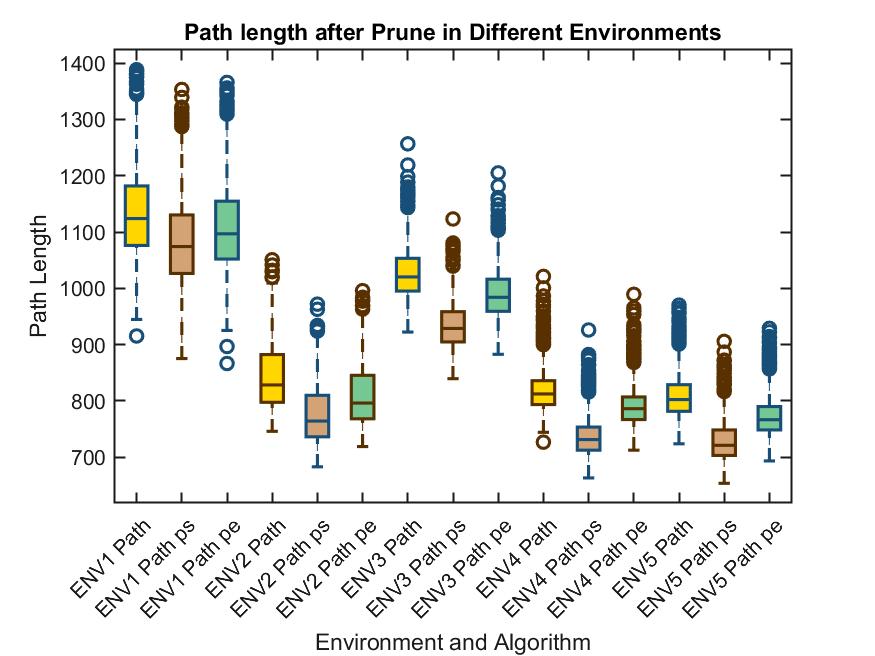 Path length after Prune in Different Environments
Path Length
1400
1300
1200
1100
1000
900
800
700
ENV1 Path
ENV1 Path ps
ENV1 Path pe
ENV2 Path
ENV2 Path ps
ENV2 Path pe
ENV3 Path
ENV3 Path ps
ENV3 Path pe
ENV4 Path
ENV4 Path ps
ENV4 Path pe
ENV5 Path
ENV5 Path ps
ENV5 Path pe
Environment and Algorithm